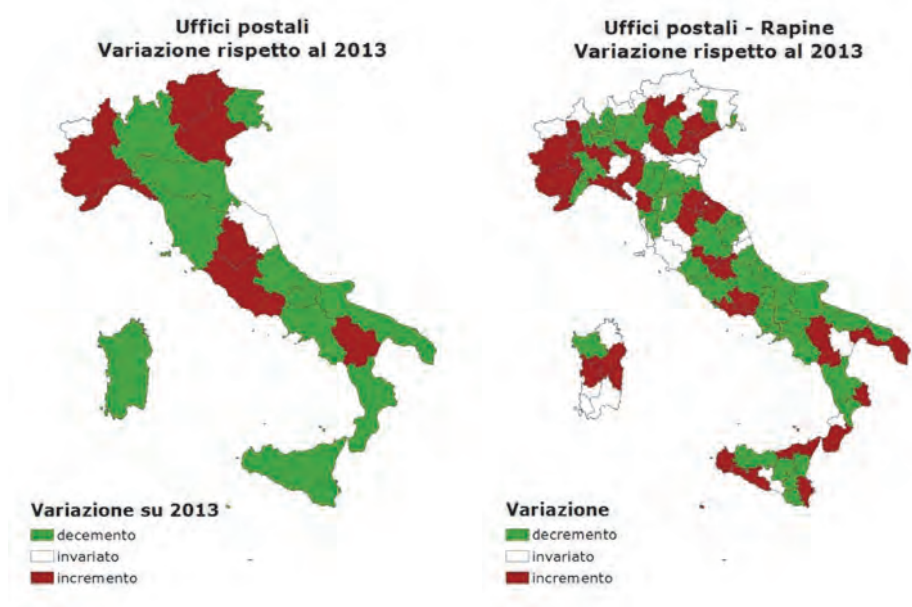 Uffici postali
Variazione rispetto al 2013
Uffici postali - Rapine
Variazione rispetto al 2013
Variazione su 2013
decemento
invariato
incremento
Variazione
decremento
invariato
incremento